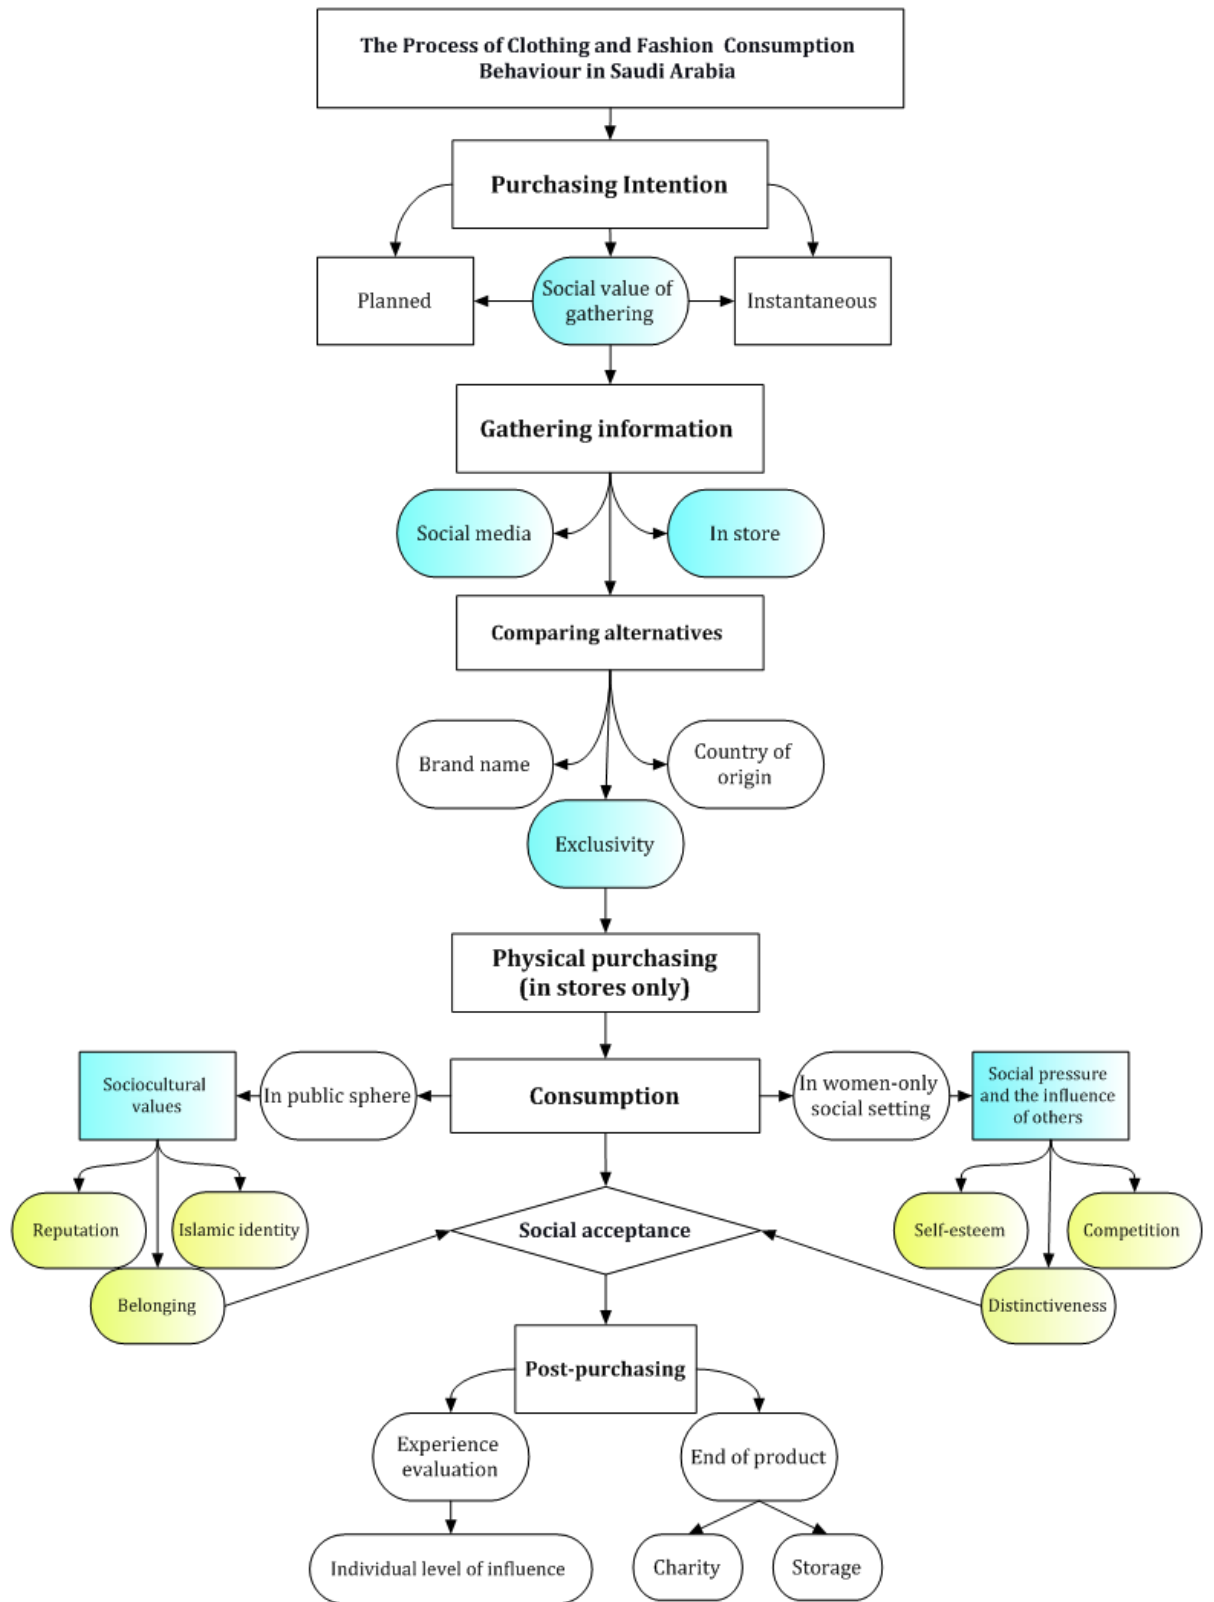 The Process of Clothing and Fashion Consumption
Behaviour in Saudi Arabia
Purchasing Intention
Planned
Social value of
gathering
Instantaneous
Gathering information
Social media
In store
Comparing alternatives
Brand name
Country of
origin
Exclusivity
Physical purchasing
(in stores only)
Sociocultural
values
In public sphere
Consumption
In women-only
social setting
Social pressure
and the influence
of others
Reputation
Islamic identity
Belonging
Social acceptance
Self-esteem
Competition
Distinctiveness
Post-purchasing
Experience
evaluation
End of product
Individual level of influence
Charity
Storage